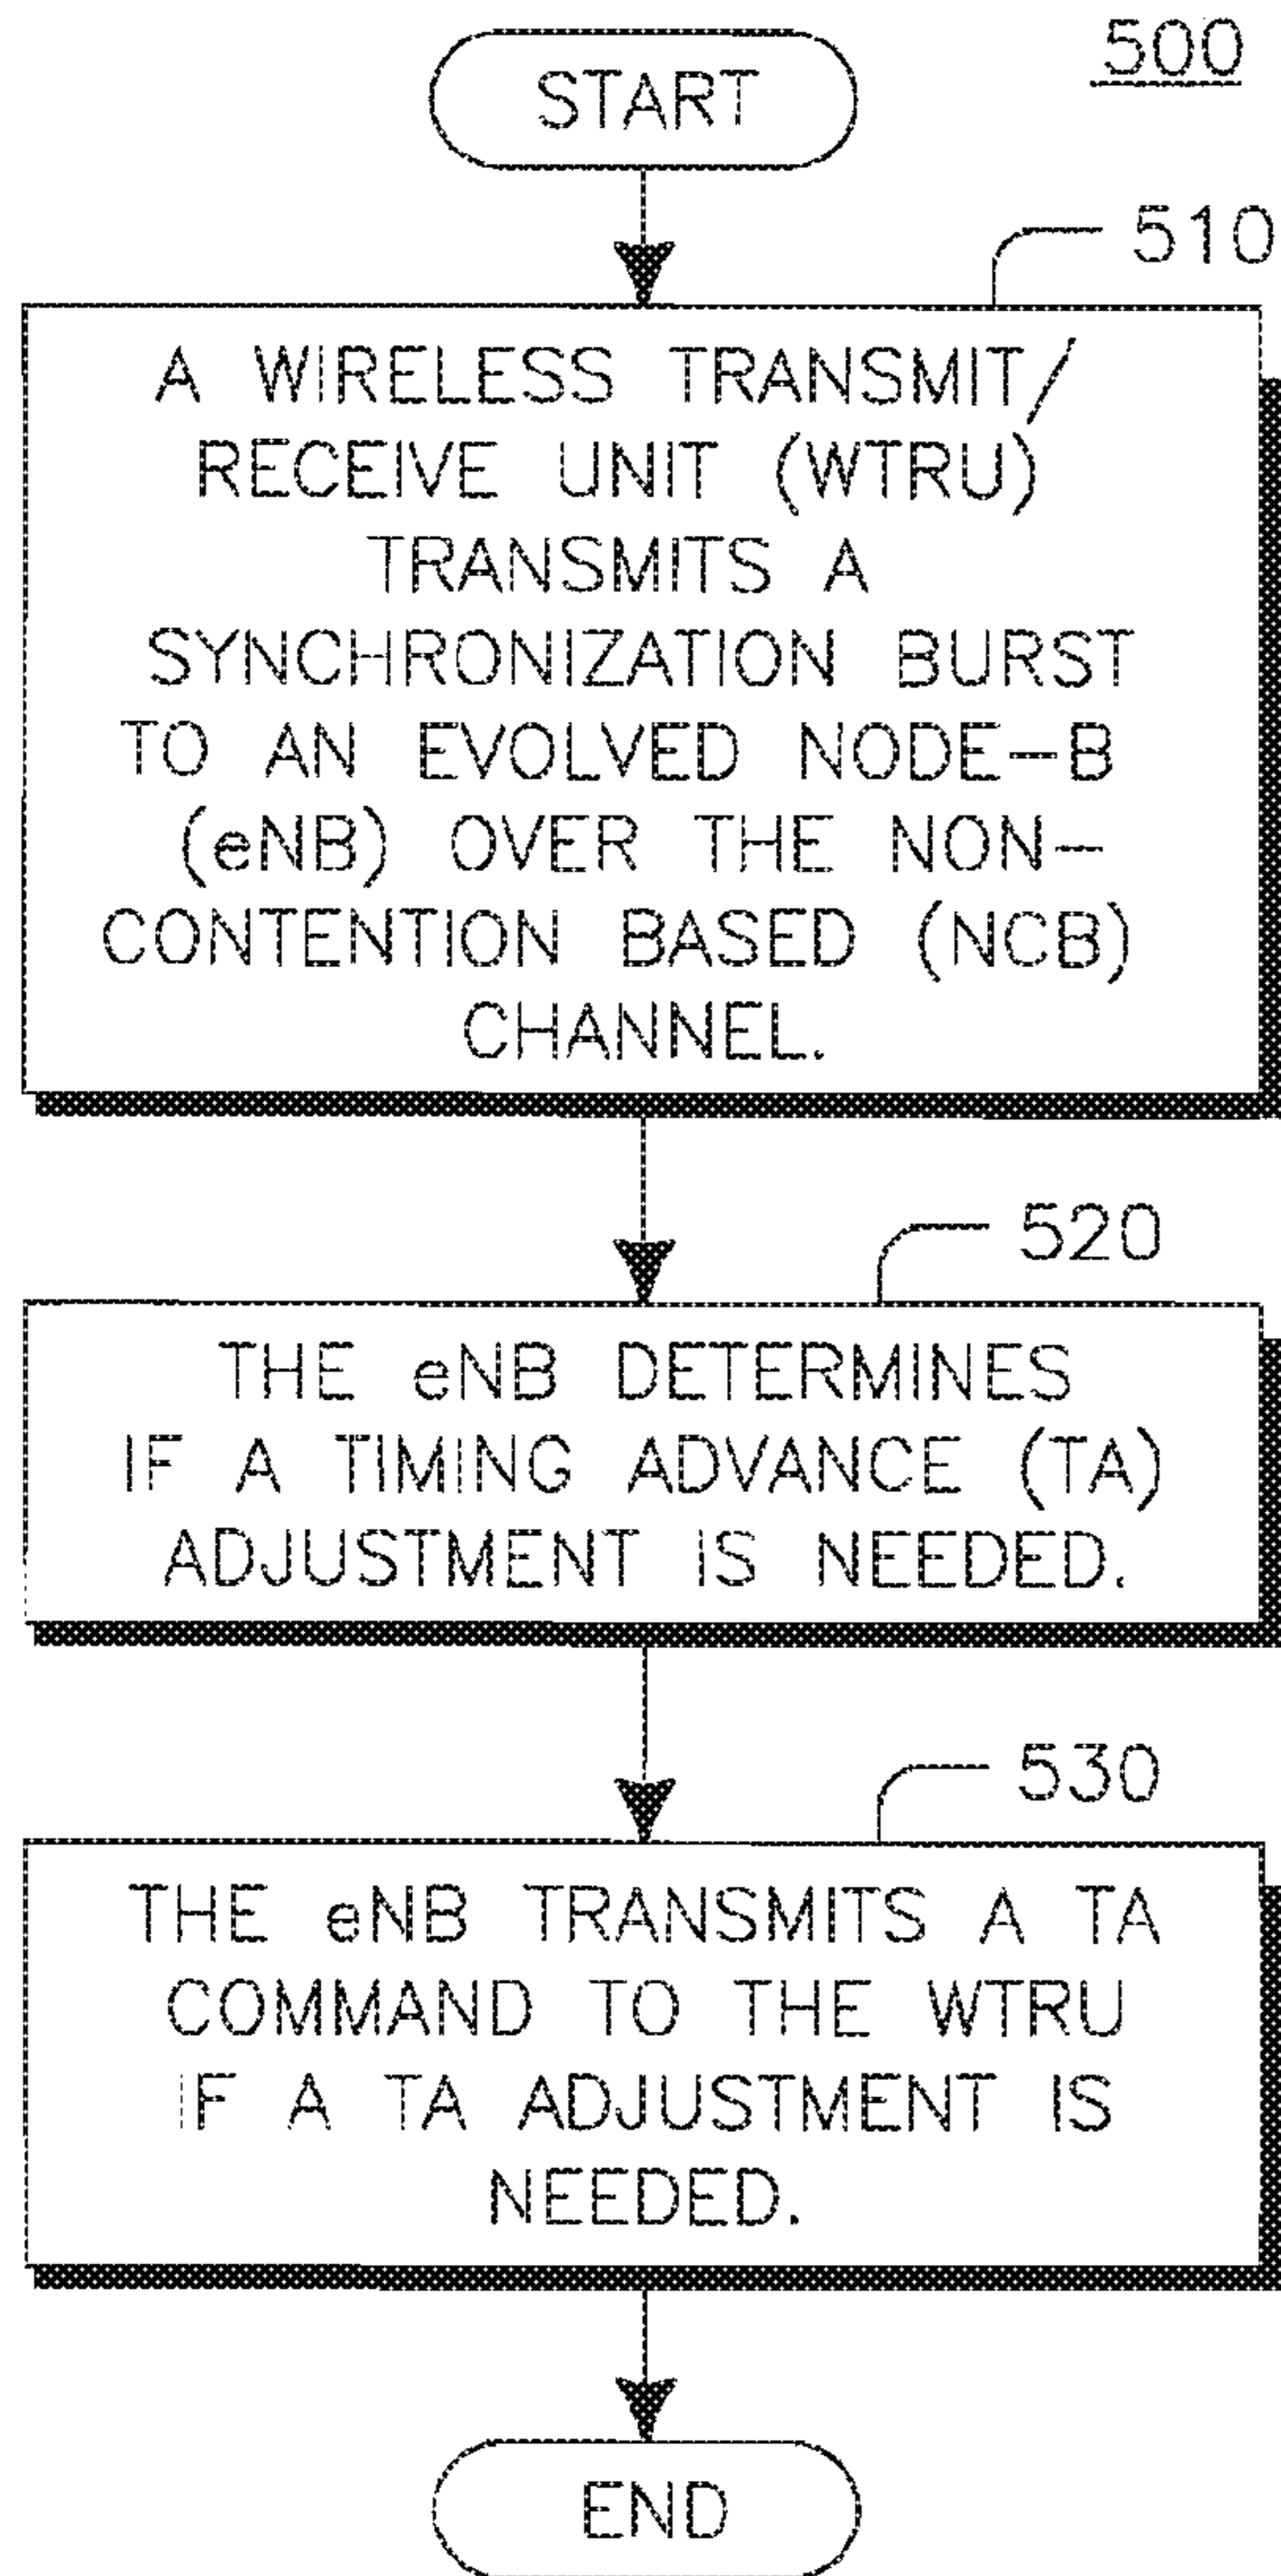 500
START
510
A WIRELESS TRANSMIT/
RECEIVE UNIT (WTRU)
TRANSMITS A
SYNCHRONIZATION BURST
TO AN EVOLVED NODE-B
(eNB) OVER THE NON-
CONTENTION BASED (NCB)
CHANNEL.
520
THE eNB DETERMINES
IF A TIMING ADVANCE (TA)
ADJUSTMENT IS NEEDED.
530
THE eNB TRANSMITS A TA
COMMAND TO THE WTRU
IF A TA ADJUSTMENT IS
NEEDED.
END